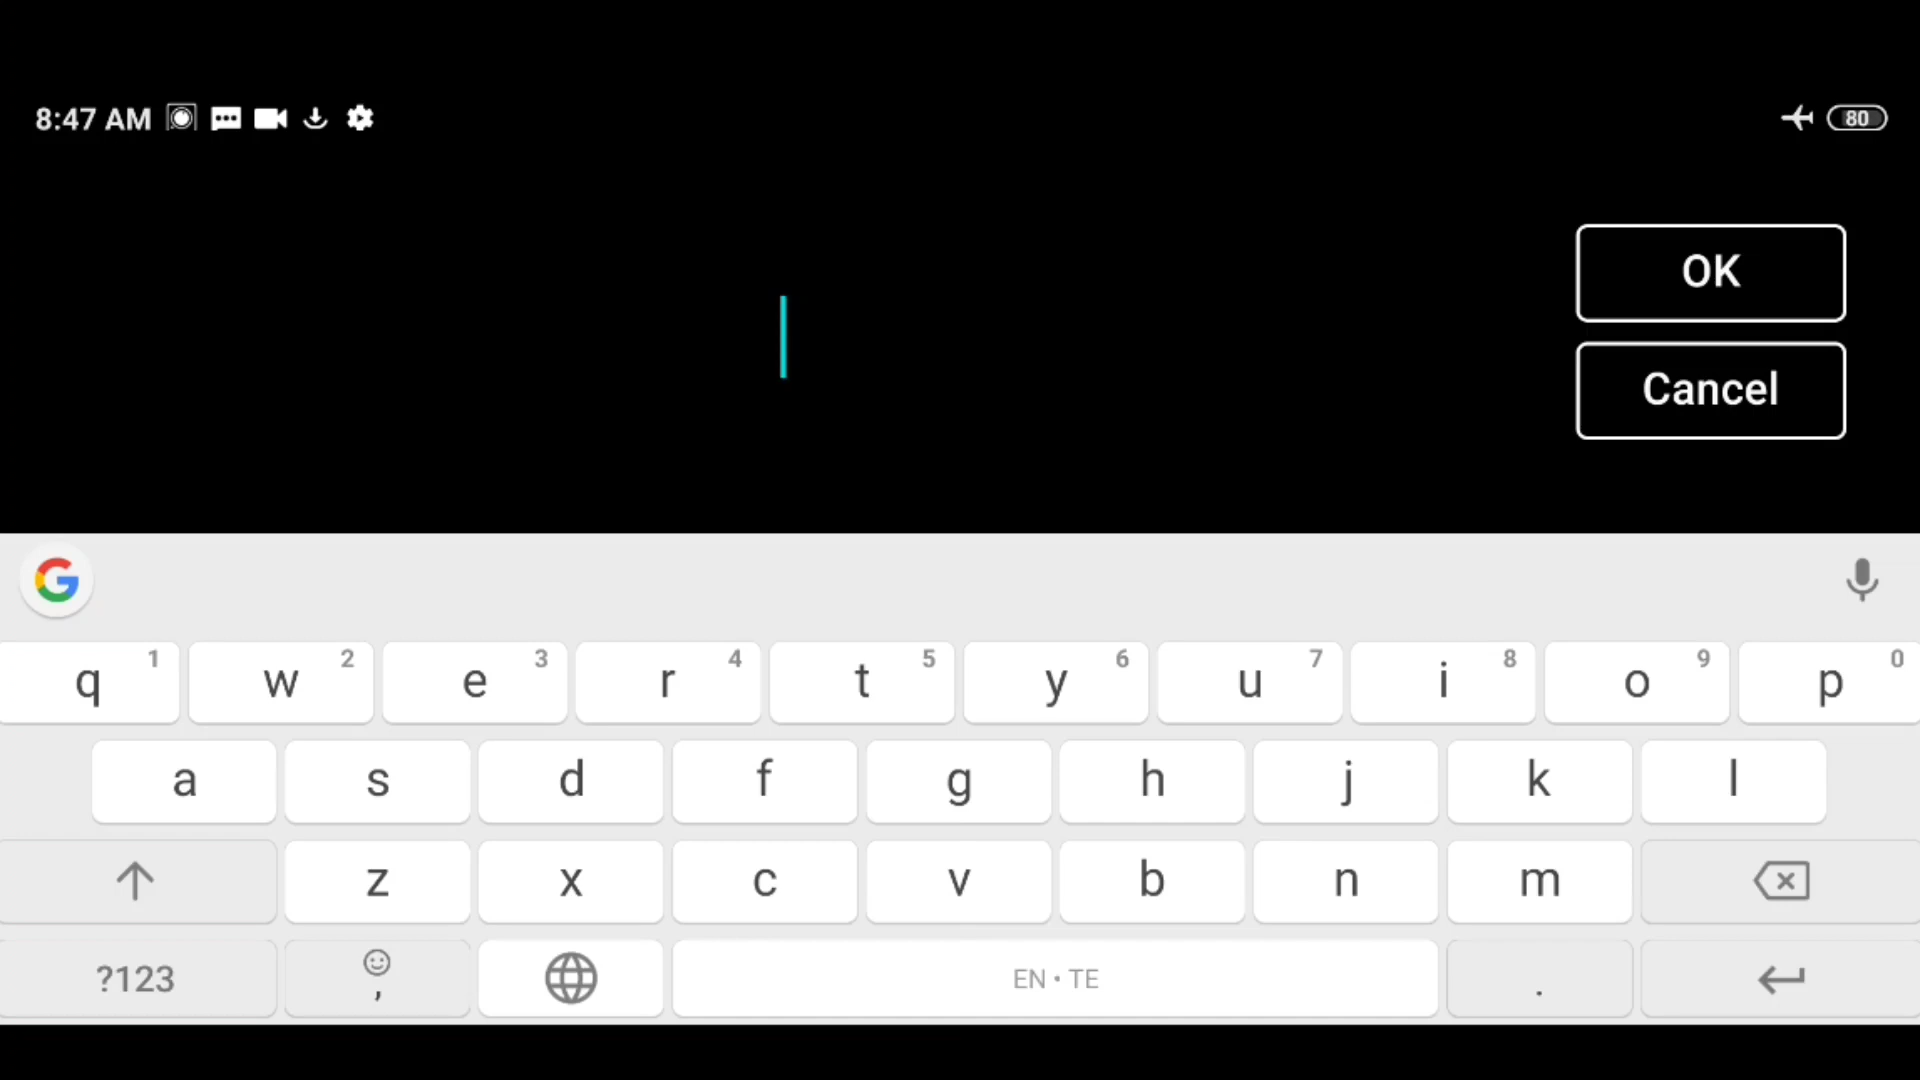 8:47 AM
80
OK
Cancel
q 1 w 2 e 3 r 4 t 5 y 6 u 7 i 8 o 9 p 0
a s d f g h j k l
z x c v b n m
?123 , EN • TE .